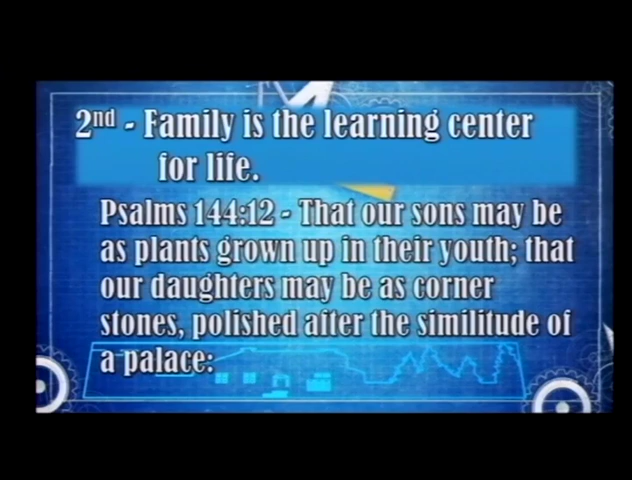 2nd - Family is the learning center
for life.
Psalms 144:12 - That our sons may be
as plants grown up in their youth; that
our daughters may be as corner
stones, polished after the similitude of
a palace: